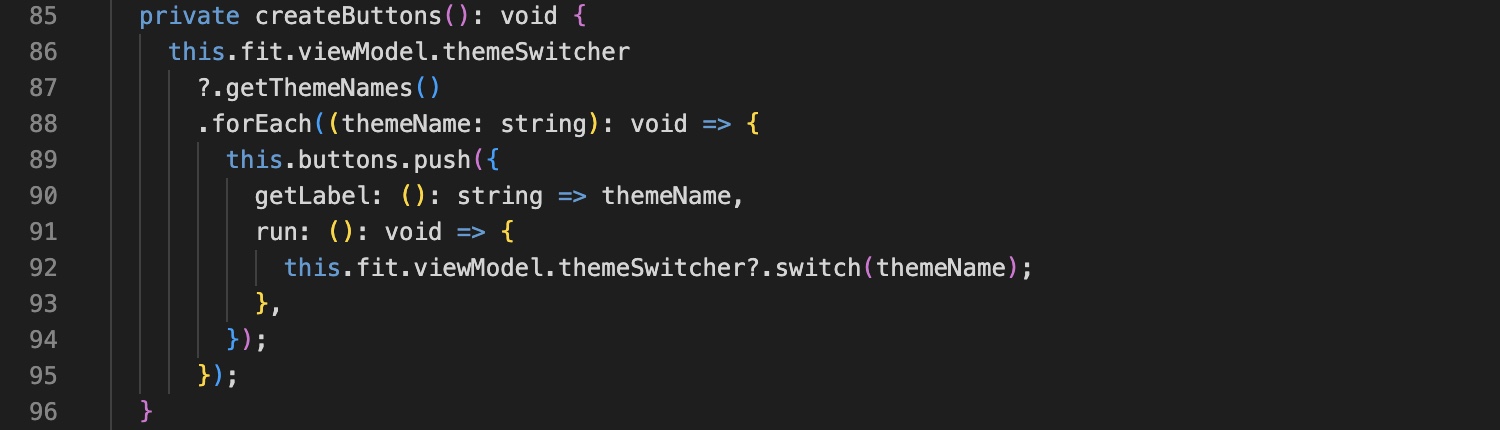 85 private createButtons(): void {
86 this.fit.viewModel.themeSwitcher
87 ?.getThemeNames()
88 .forEach((themeName: string): void => {
89 this.buttons.push({
90 getLabel: (): string => themeName,
91 run: (): void => {
92 this.fit.viewModel.themeSwitcher?.switch(themeName);
93 },
94 });
95 });
96 }